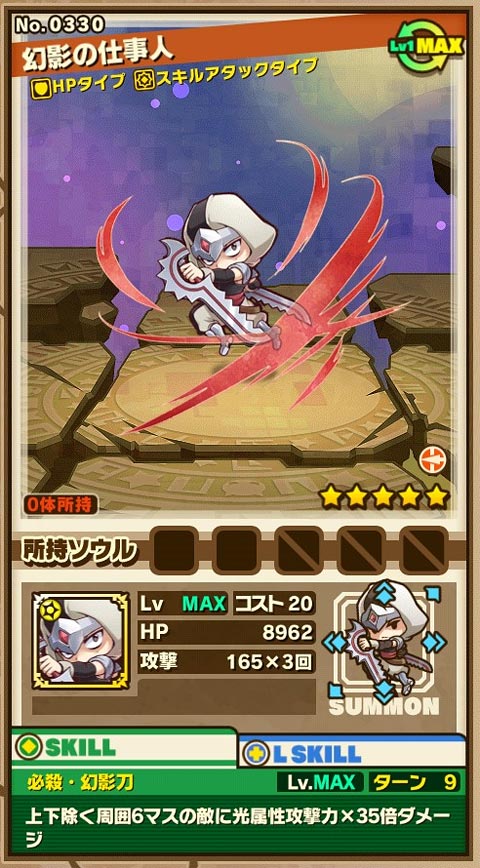 No.0330
幻影の仕事人
Lv1 MAX
HPタイプ スキルアタックタイプ
0体所持
所持ソウル
Lv MAX コスト 20
HP 8962
攻撃 165×3回
SUMMON
SKILL
L SKILL
必殺・幻影刀 Lv.MAX ターン 9
上下除く周囲6マスの敵に光属性攻撃力×35倍ダメー
ジ